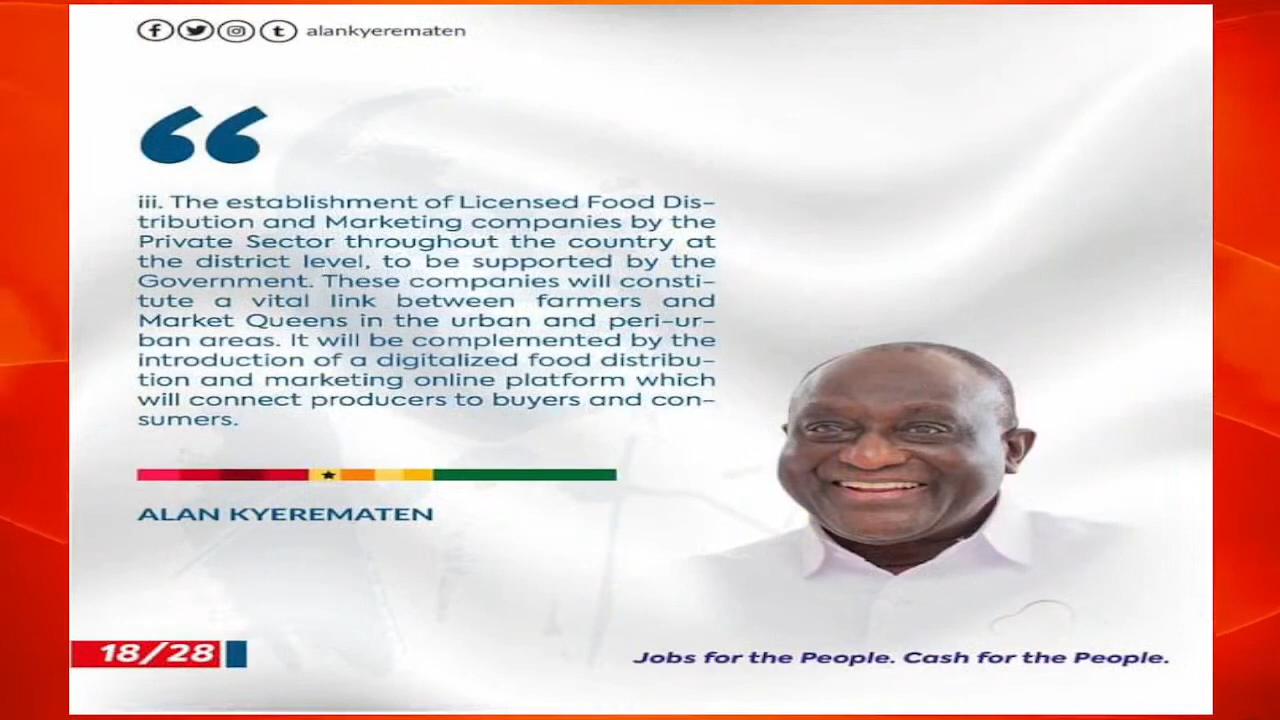 alankyerematen
iii. The establishment of Licensed Food Dis-
tribution and Marketing companies by the
Private Sector throughout the country at
the district level, to be supported by the
Government. These companies will consti-
tute a vital link between farmers and
Market Queens in the urban and peri-ur-
ban areas. It will be complemented by the
introduction of a digitalized food distribu-
tion and marketing online platform which
will connect producers to buyers and con-
sumers.
ALAN KYEREMATEN
18/28
Jobs for the People. Cash for the People.